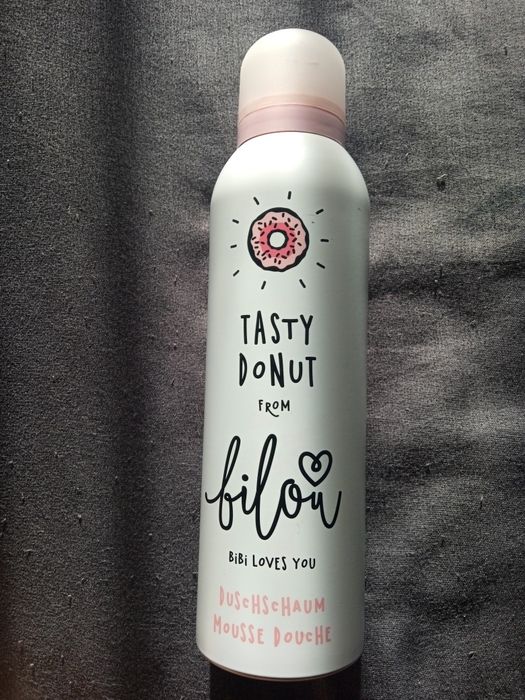 TASTY
DONUT
FROM
bilou
BiBi LOVES YOU
DUSCHSCHAUM
MOUSSE DOUCHE